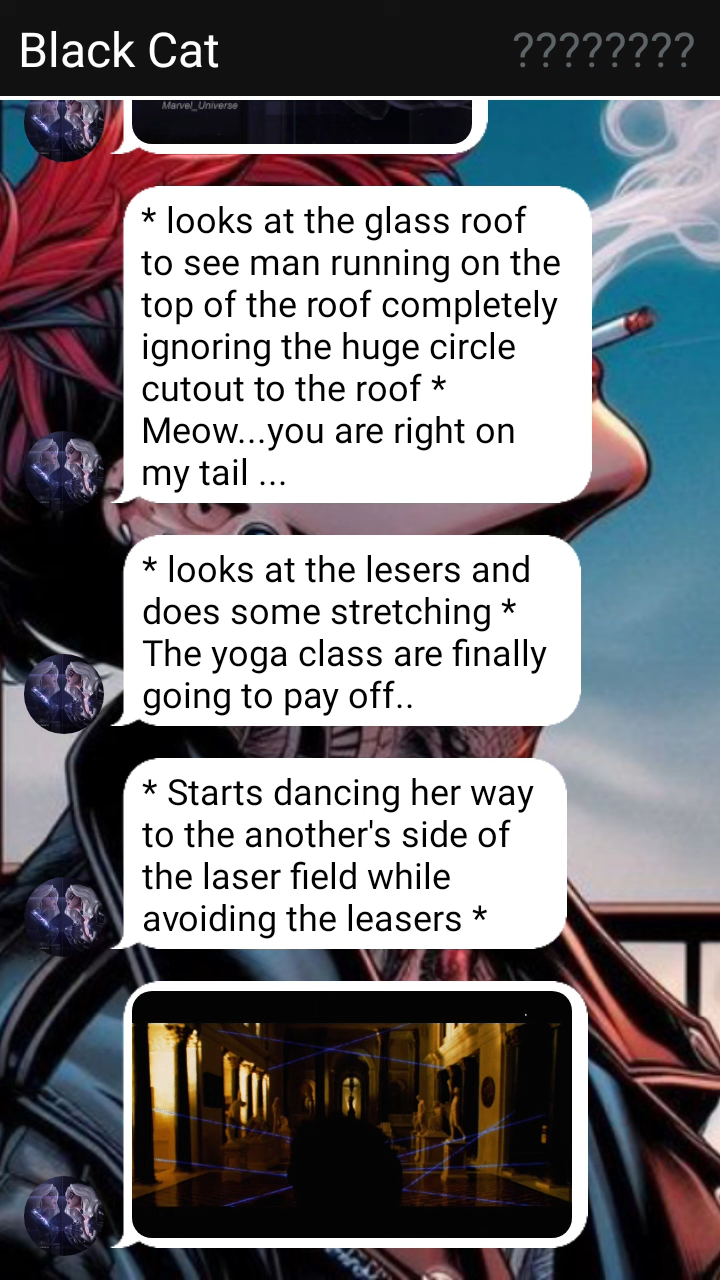 Black Cat ????????
Marvel_Universe
* looks at the glass roof
to see man running on the
top of the roof completely
ignoring the huge circle
cutout to the roof *
Meow...you are right on
my tail ...
* looks at the lesers and
does some stretching *
The yoga class are finally
going to pay off..
* Starts dancing her way
to the another's side of
the laser field while
avoiding the leasers *